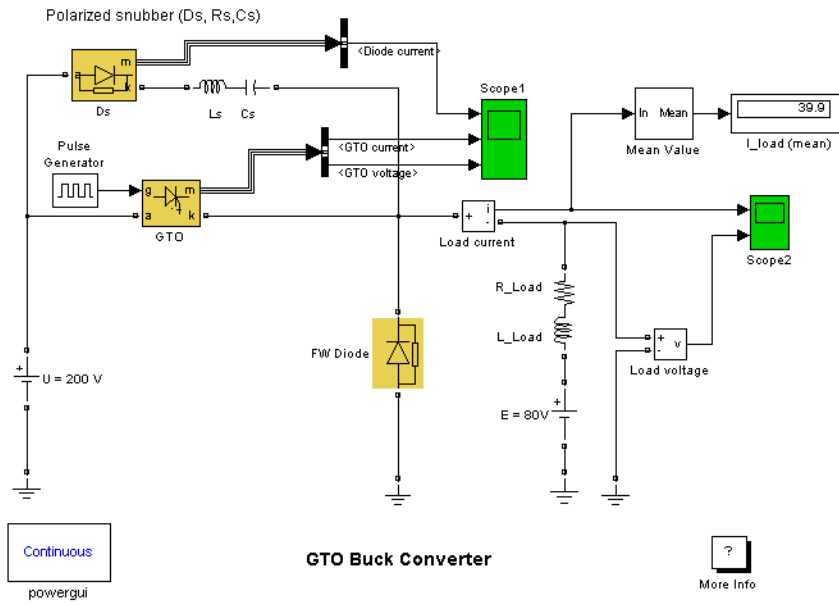 Polarized snubber (Ds, Rs,Cs)
m
a
k
Ds
Ls
Cs
<Diode current>
Scope1
Pulse
Generator
g
m
a
k
GTO
<GTO current>
<GTO voltage>
In
Mean
Mean Value
39.9
I_load (mean)
+
i
-
Load current
Scope2
R_Load
L_Load
FW Diode
+
-
v
Load voltage
+
U = 200 V
+
E = 80V
Continuous
powergui
GTO Buck Converter
?
More Info